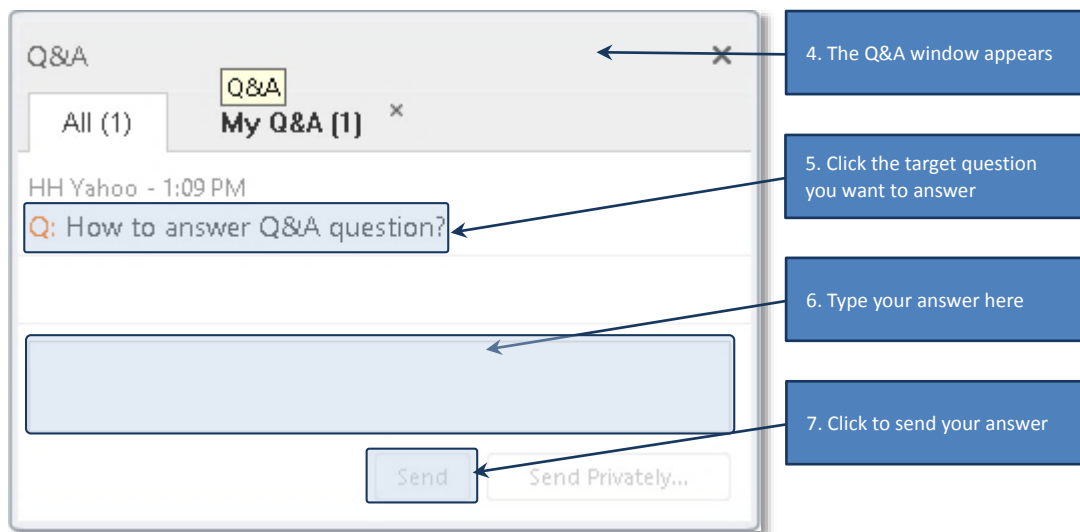 Q&A
Q&A
All (1)
My Q&A (1)
HH Yahoo - 1:09 PM
Q: How to answer Q&A question?
Send
Send Privately...
4. The Q&A window appears
5. Click the target question
you want to answer
6. Type your answer here
7. Click to send your answer